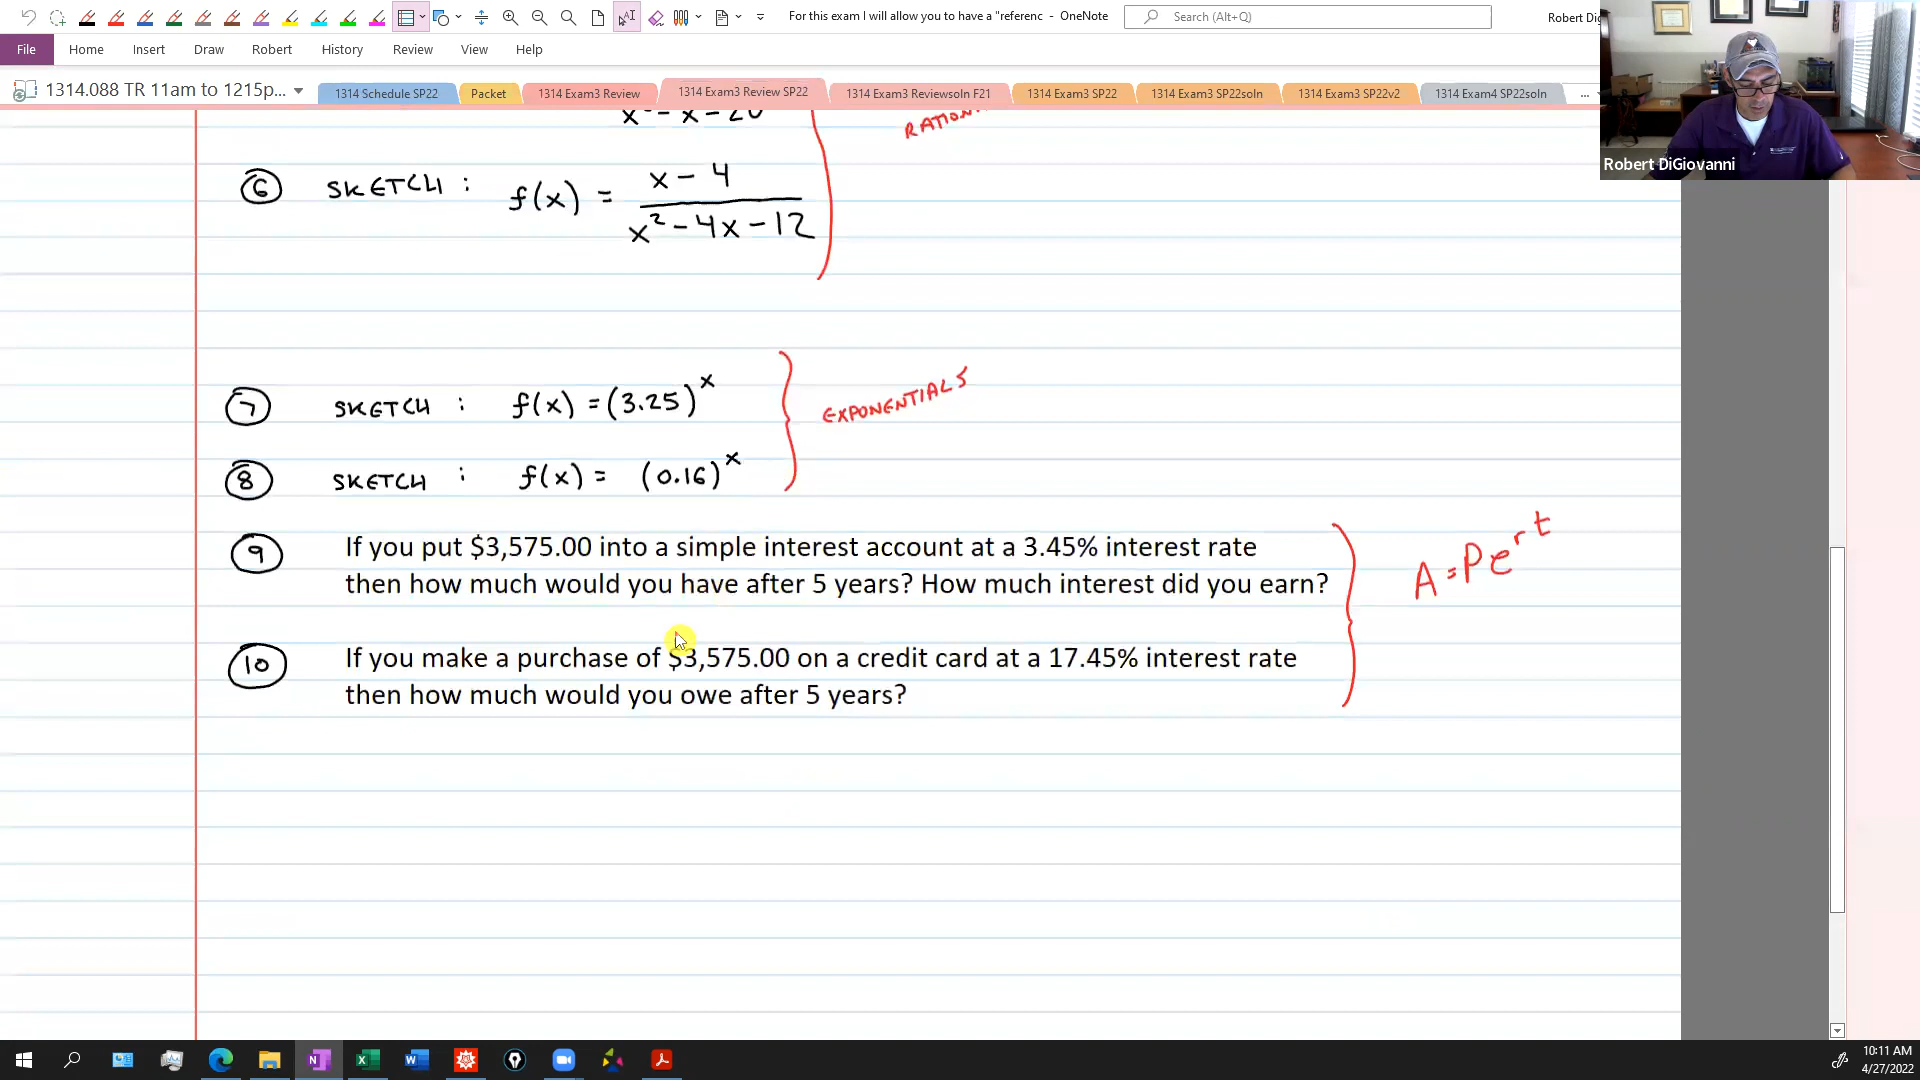 For this exam I will allow you to have a "referenc - OneNote
Search (Alt+Q)
Robert Dig
File Home Insert Draw Robert History Review View Help
1314.088 TR 11am to 1215p...
1314 Schedule SP22
Packet
1314 Exam3 Review
1314 Exam3 Review SP22
1314 Exam3 Reviewsoln F21
1314 Exam3 SP22
1314 Exam3 SP22soln
1314 Exam3 SP22v2
1314 Exam4 SP22soln
...
Robert DiGiovanni
x² - x - 20
6 SKETCH : f(x) = x - 4
x² - 4x - 12
7 SKETCH : f(x) = (3.25)^x
EXPONENTIALS
8 SKETCH : f(x) = (0.16)^x
9 If you put $3,575.00 into a simple interest account at a 3.45% interest rate
then how much would you have after 5 years? How much interest did you earn?
A = Pe^rt
10 If you make a purchase of $3,575.00 on a credit card at a 17.45% interest rate
then how much would you owe after 5 years?
10:11 AM
4/27/2022